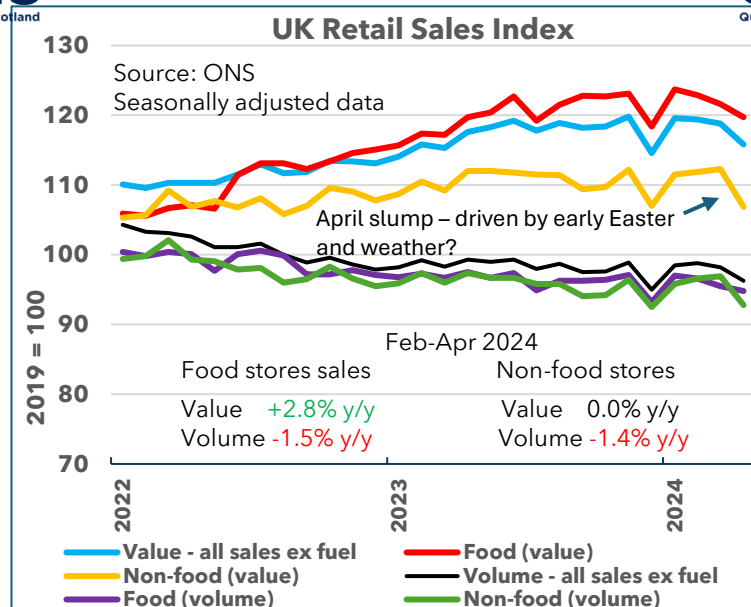 otland
Qu
UK Retail Sales Index
130
120
110
100
90
80
70
2019 = 100
Source: ONS
Seasonally adjusted data
April slump – driven by early Easter
and weather?
Feb-Apr 2024
Food stores sales
Value +2.8% y/y
Volume -1.5% y/y
Non-food stores
Value 0.0% y/y
Volume -1.4% y/y
2022
2023
2024
Value - all sales ex fuel
Food (value)
Non-food (value)
Volume - all sales ex fuel
Food (volume)
Non-food (volume)